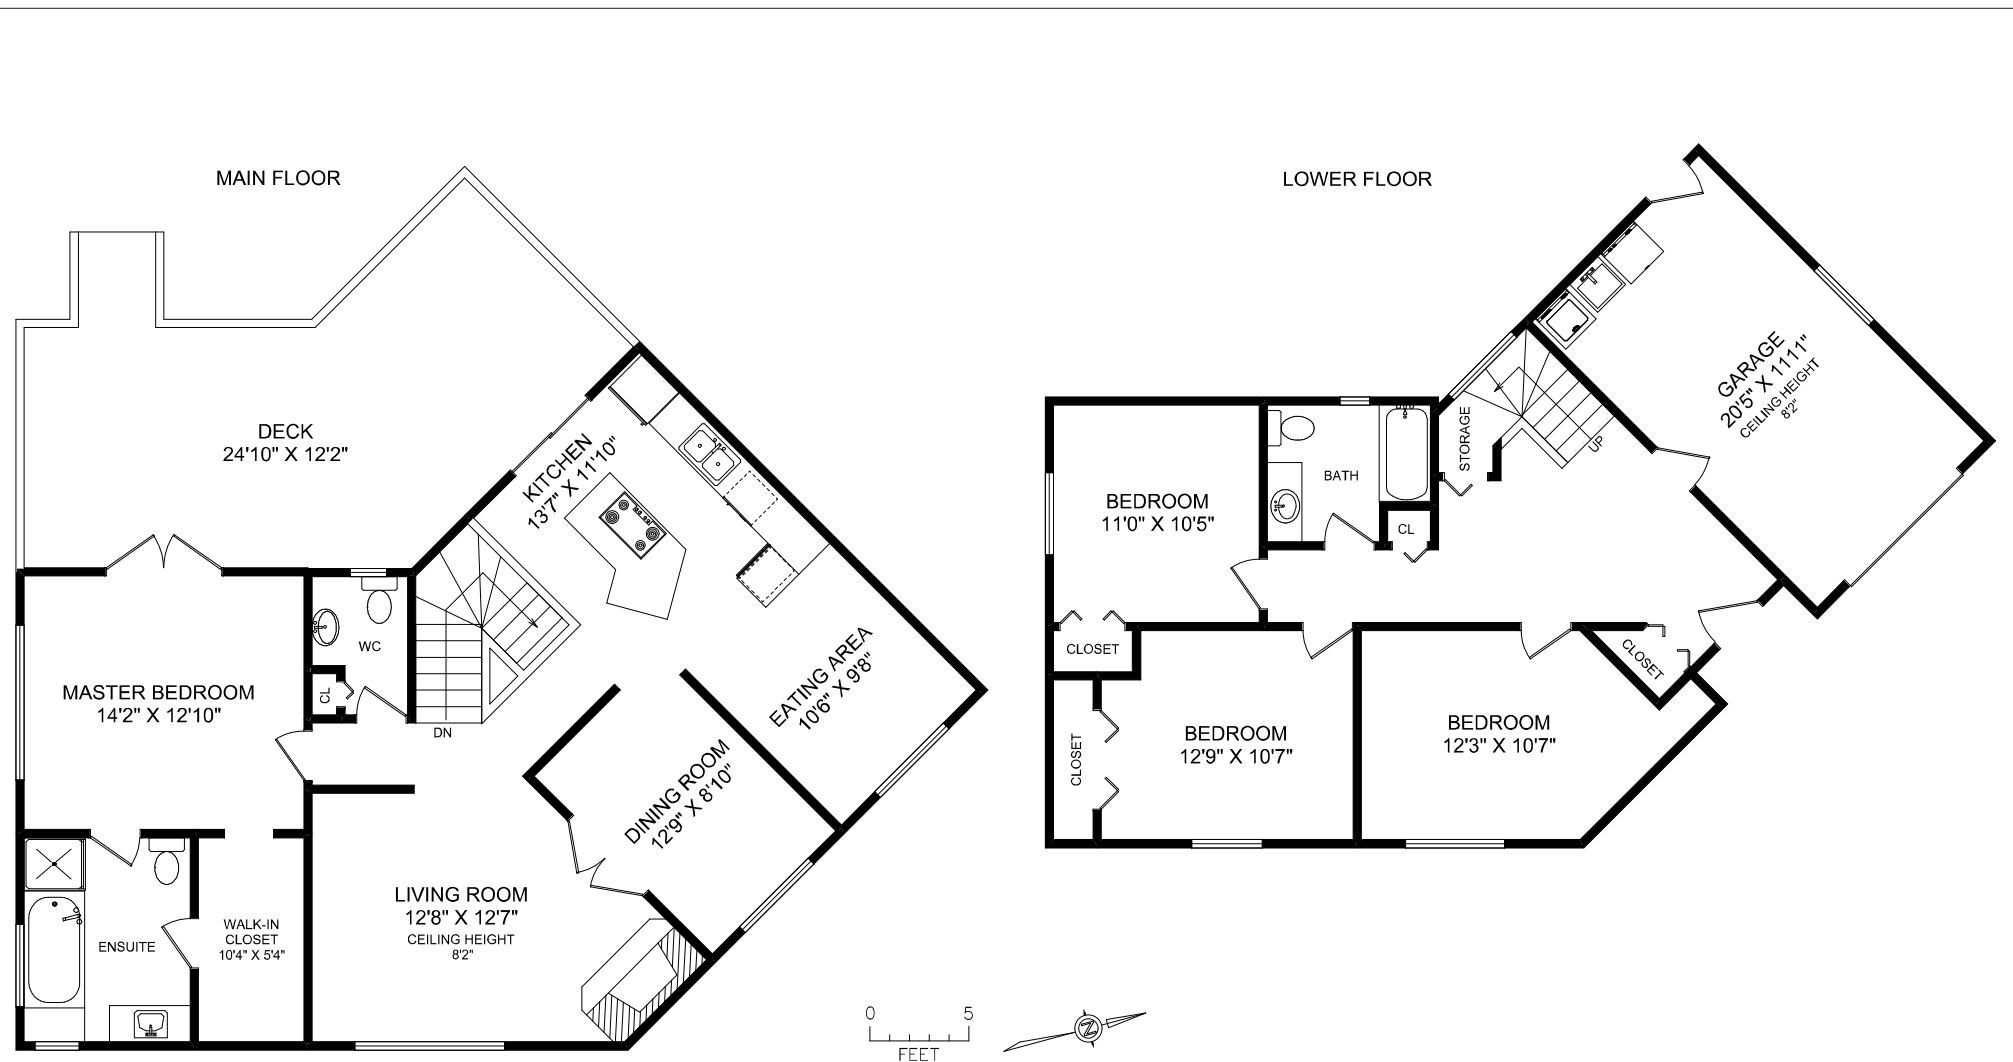 MAIN FLOOR
DECK
24'10" X 12'2"
KITCHEN
13'7" X 11'10"
WC
CL
DN
MASTER BEDROOM
14'2" X 12'10"
EATING AREA
10'6" X 9'8"
DINING ROOM
12'9" X 8'10"
LIVING ROOM
12'8" X 12'7"
CEILING HEIGHT
8'2"
WALK-IN
CLOSET
10'4" X 5'4"
ENSUITE
LOWER FLOOR
GARAGE
20'5" X 1111"
CEILING HEIGHT
8'2"
STORAGE
UP
BATH
CL
BEDROOM
11'0" X 10'5"
CLOSET
CLOSET
CLOSET
BEDROOM
12'9" X 10'7"
BEDROOM
12'3" X 10'7"
0 5
FEET
N